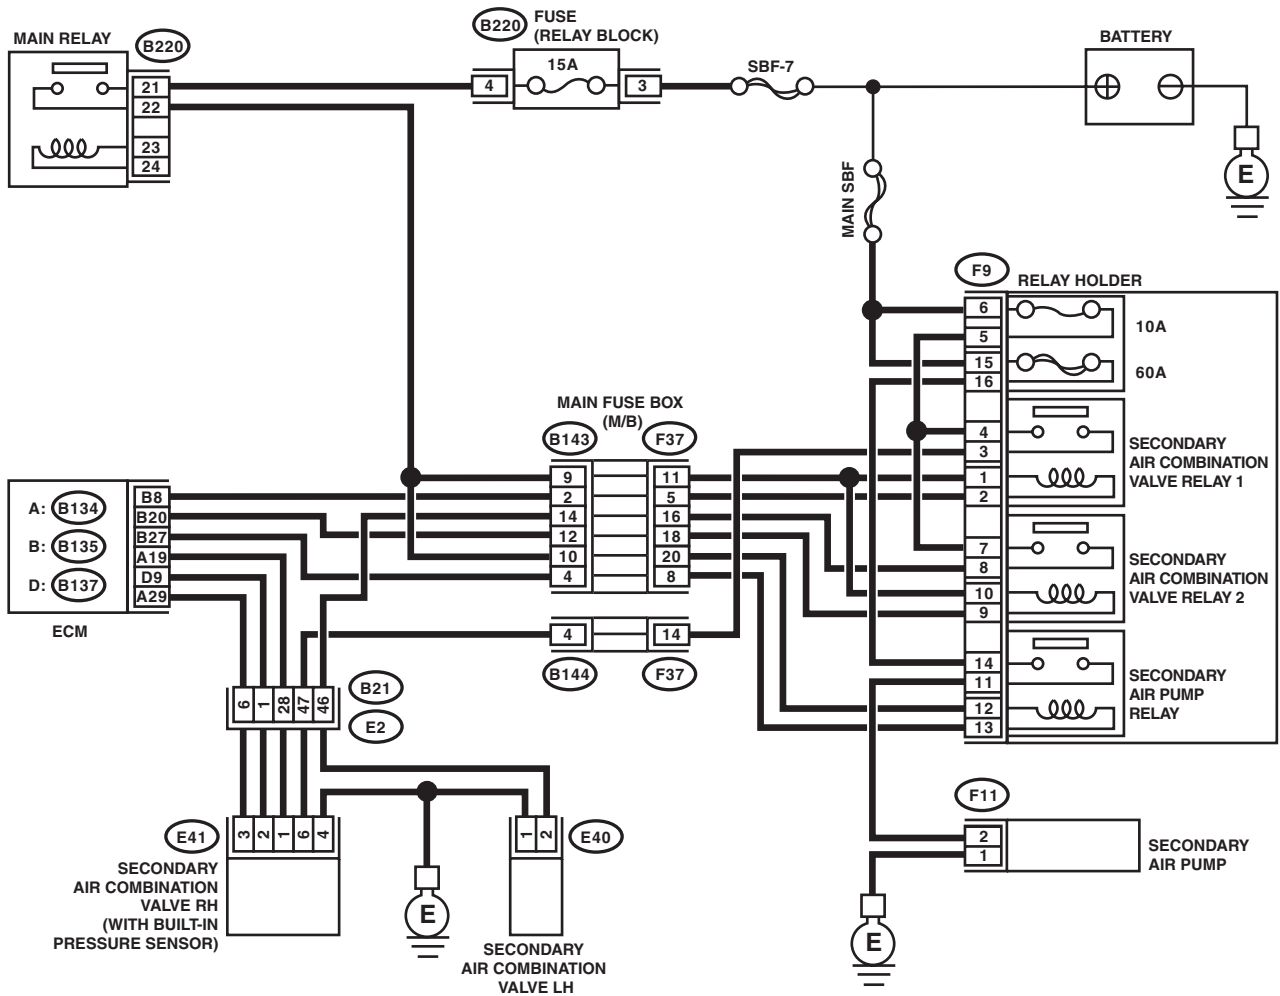 MAIN RELAY
B220
21
22
23
24
B220
FUSE
(RELAY BLOCK)
15A
4
3
SBF-7
BATTERY
E
MAIN SBF
F9
RELAY HOLDER
6
5
15
16
4
3
1
2
7
8
10
9
14
11
12
13
10A
60A
SECONDARY
AIR COMBINATION
VALVE RELAY 1
SECONDARY
AIR COMBINATION
VALVE RELAY 2
SECONDARY
AIR PUMP
RELAY
MAIN FUSE BOX
(M/B)
B143
F37
9
11
2
5
14
16
12
18
10
20
4
8
4
14
B144
F37
A: B134
B: B135
D: B137
B8
B20
B27
A19
D9
A29
ECM
6
1
28
47
46
B21
E2
E41
3
2
1
6
4
SECONDARY
AIR COMBINATION
VALVE RH
(WITH BUILT-IN
PRESSURE SENSOR)
E
1
2
E40
SECONDARY
AIR COMBINATION
VALVE LH
F11
2
1
SECONDARY
AIR PUMP
E